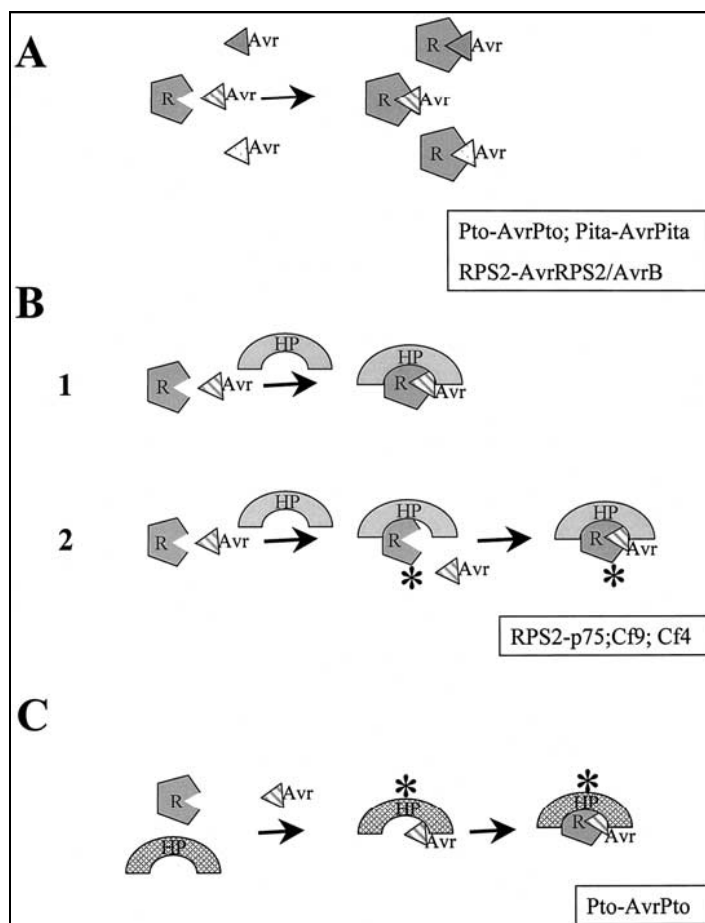 A
Avr
R Avr
Avr
R Avr
R Avr
R Avr
Pto-AvrPto; Pita-AvrPita
RPS2-AvrRPS2/AvrB
B
1
R Avr
HP
HP
R Avr
2
R Avr
HP
HP
R
* Avr
HP
R Avr
*
RPS2-p75;Cf9; Cf4
C
R
HP
Avr
*
HP
Avr
*
HP
R Avr
Pto-AvrPto